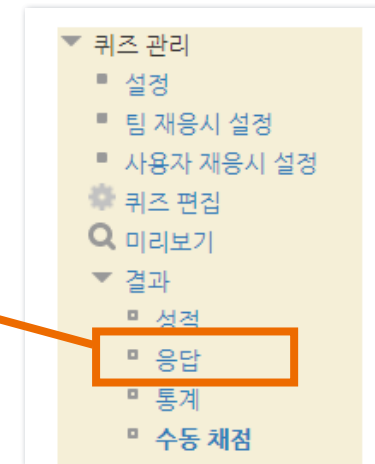 퀴즈 관리
설정
팀 재응시 설정
사용자 재응시 설정
퀴즈 편집
미리보기
결과
성적
응답
통계
수동 채점